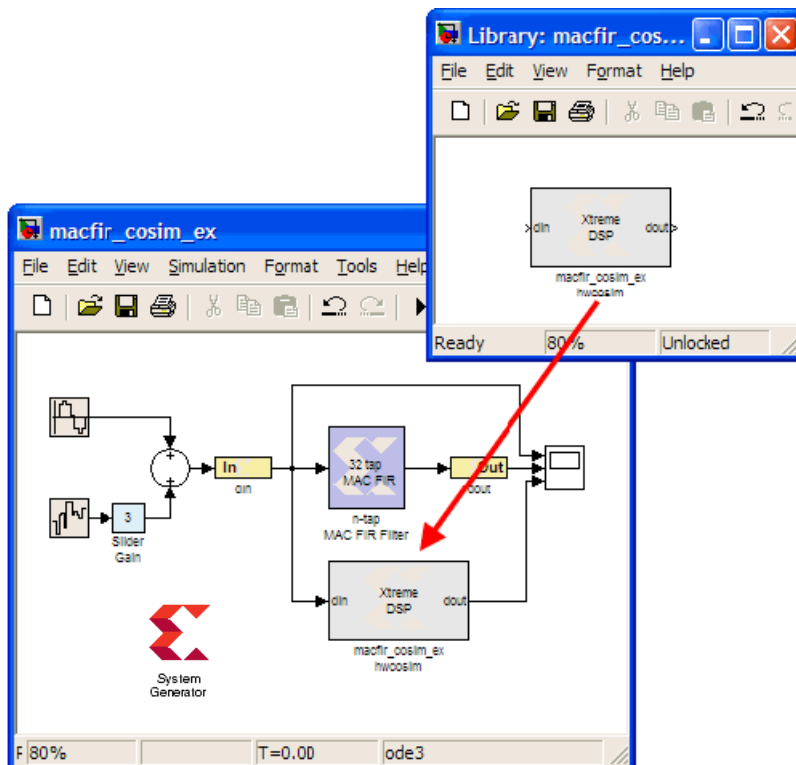 Library: macfir_cos...
File Edit View Format Help
din
Xtreme
DSP
dout
macfir_cosim_ex
hwcosim
Ready 80% Unlocked
macfir_cosim_ex
File Edit View Simulation Format Tools Help
In
din
32 tap
MAC FIR
n-tap
MAC FIR Filter
Out
dout
3
Slider
Gain
din
Xtreme
DSP
dout
macfir_cosim_ex
hwcosim
System
Generator
F 80% T=0.00 ode3